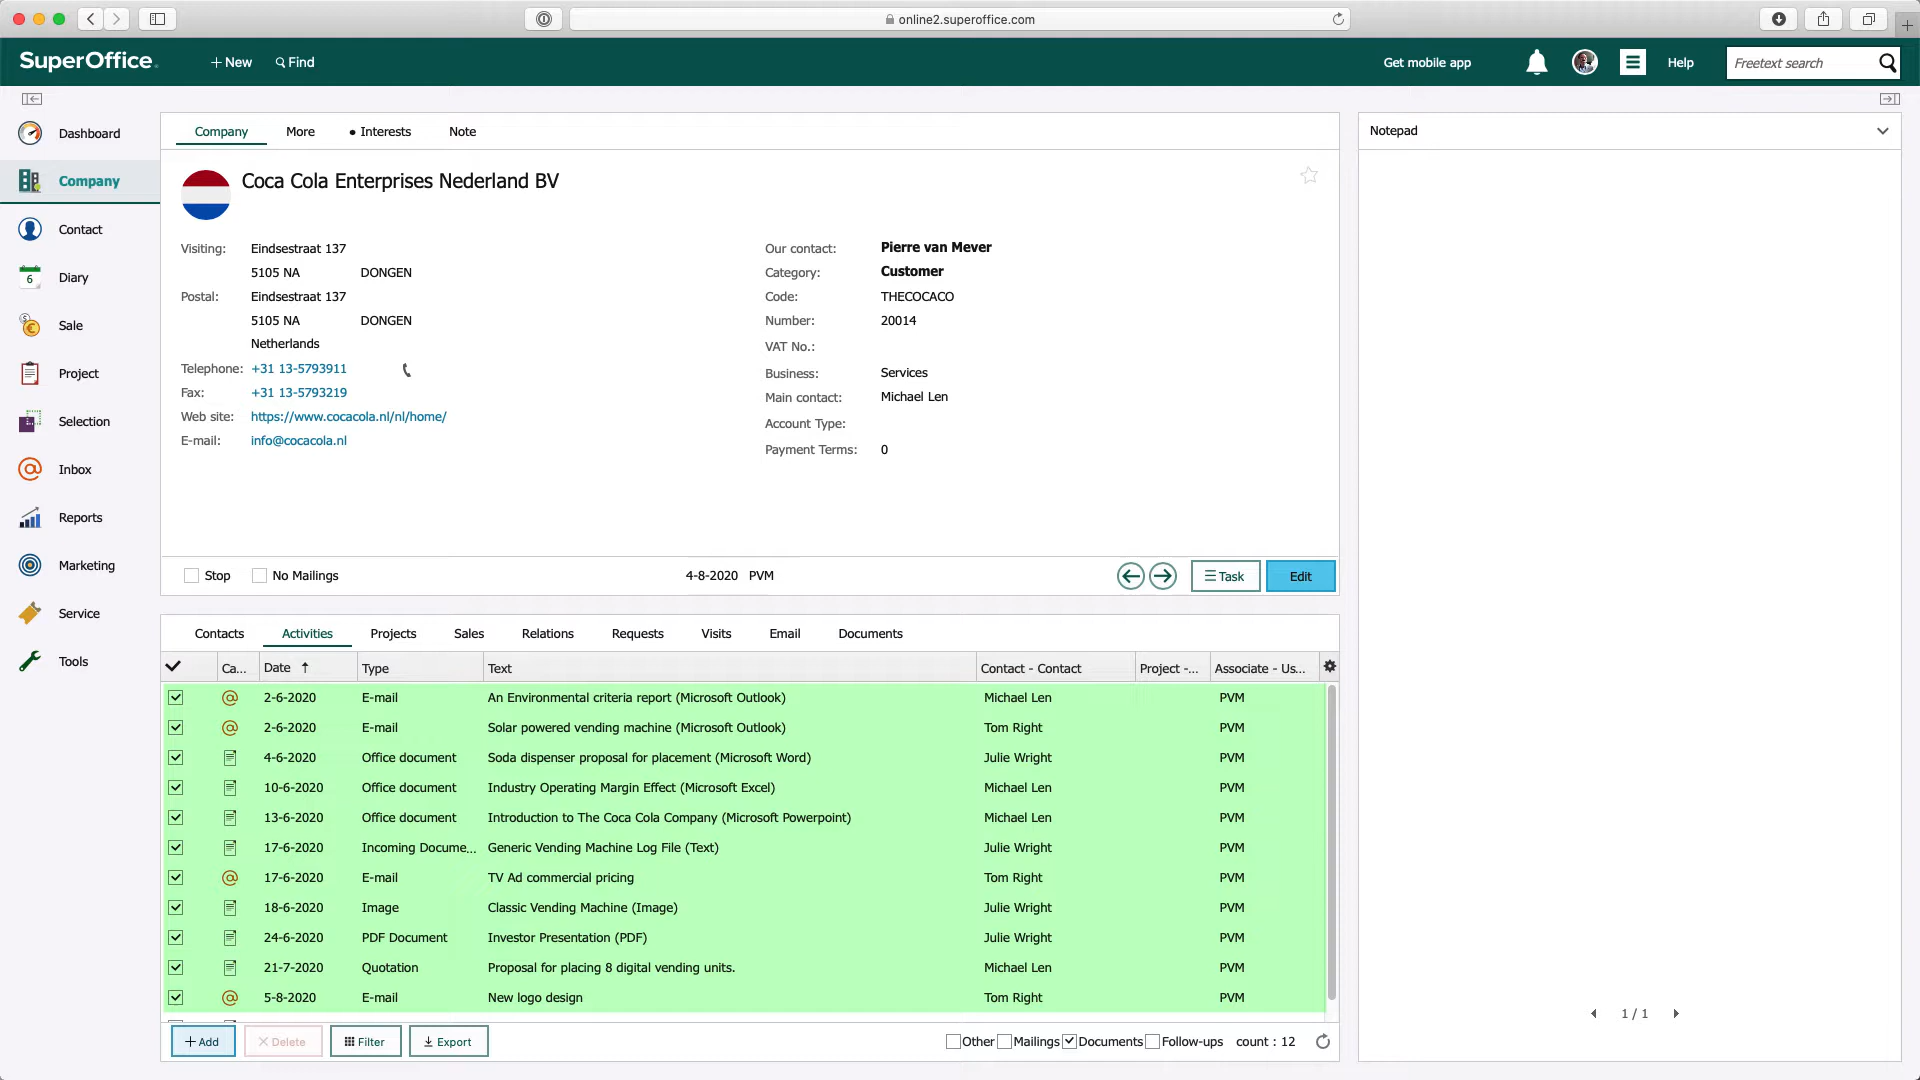 online2.superoffice.com
SuperOffice.
+ New Find Get mobile app Help Freetext search
Dashboard
Company
Contact
6 Diary
Sale
Project
Selection
Inbox
Reports
Marketing
Service
Tools
Company More • Interests Note
Coca Cola Enterprises Nederland BV
Visiting: Eindsestraat 137
5105 NA DONGEN
Postal: Eindsestraat 137
5105 NA DONGEN
Netherlands
Telephone: +31 13-5793911
Fax: +31 13-5793219
Web site: https://www.cocacola.nl/nl/home/
E-mail: info@cocacola.nl
Our contact: Pierre van Mever
Category: Customer
Code: THECOCACO
Number: 20014
VAT No.:
Business: Services
Main contact: Michael Len
Account Type:
Payment Terms: 0
Stop No Mailings 4-8-2020 PVM Task Edit
Contacts Activities Projects Sales Relations Requests Visits Email Documents
Ca... Date ↑ Type Text Contact - Contact Project -... Associate - Us...
2-6-2020 E-mail An Environmental criteria report (Microsoft Outlook) Michael Len PVM
2-6-2020 E-mail Solar powered vending machine (Microsoft Outlook) Tom Right PVM
4-6-2020 Office document Soda dispenser proposal for placement (Microsoft Word) Julie Wright PVM
10-6-2020 Office document Industry Operating Margin Effect (Microsoft Excel) Michael Len PVM
13-6-2020 Office document Introduction to The Coca Cola Company (Microsoft Powerpoint) Michael Len PVM
17-6-2020 Incoming Docume... Generic Vending Machine Log File (Text) Julie Wright PVM
17-6-2020 E-mail TV Ad commercial pricing Tom Right PVM
18-6-2020 Image Classic Vending Machine (Image) Julie Wright PVM
24-6-2020 PDF Document Investor Presentation (PDF) Julie Wright PVM
21-7-2020 Quotation Proposal for placing 8 digital vending units. Michael Len PVM
5-8-2020 E-mail New logo design Tom Right PVM
+ Add Delete Filter Export Other Mailings Documents Follow-ups count : 12
Notepad
1 / 1